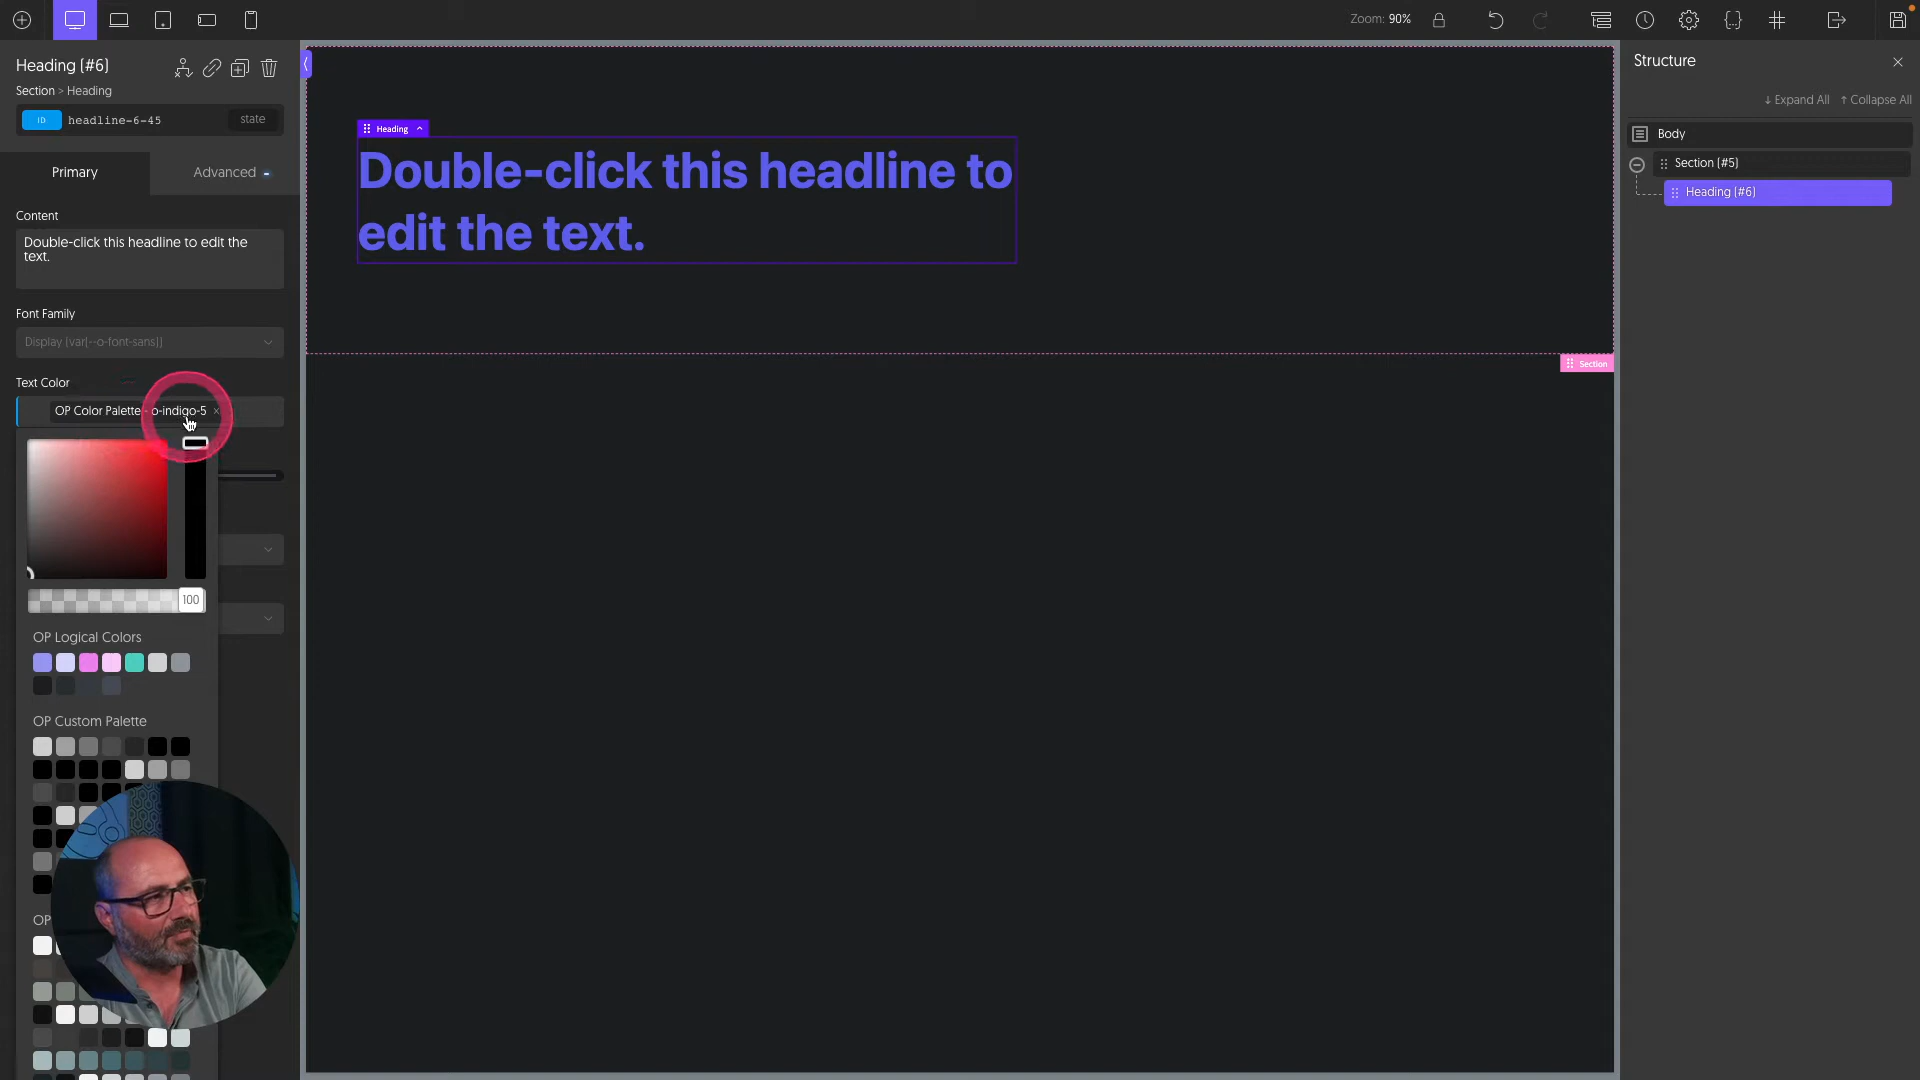 Zoom: 90%
Heading (#6)
Section > Heading
ID headline-6-45 state
Primary Advanced
Content
Double-click this headline to edit the
text.
Font Family
Display (var(--o-font-sans))
Text Color
OP Color Palette - o-indigo-5 ×
100
OP Logical Colors
OP Custom Palette
OP
Heading
Double-click this headline to
edit the text.
Section
Structure
Expand All Collapse All
Body
Section (#5)
Heading (#6)